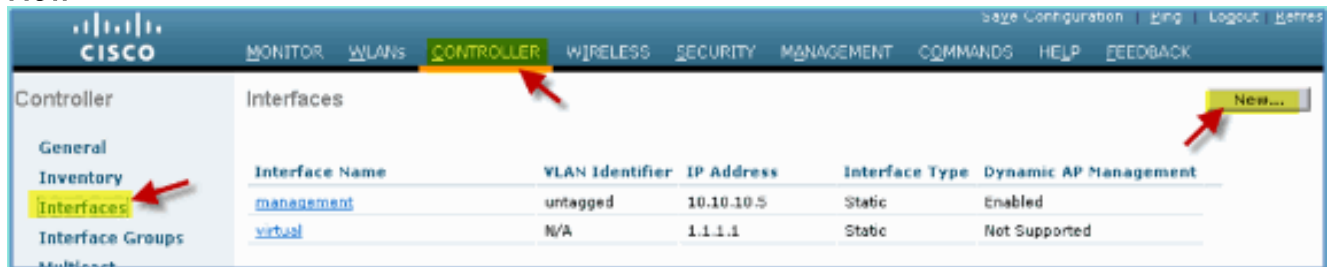 Save Configuration | Ping | Logout | Refres
CISCO
MONITOR WLANs CONTROLLER WIRELESS SECURITY MANAGEMENT COMMANDS HELP FEEDBACK
Controller
Interfaces
New...
General
Inventory
Interfaces
Interface Groups
Interface Name VLAN Identifier IP Address Interface Type Dynamic AP Management
management untagged 10.10.10.5 Static Enabled
virtual N/A 1.1.1.1 Static Not Supported